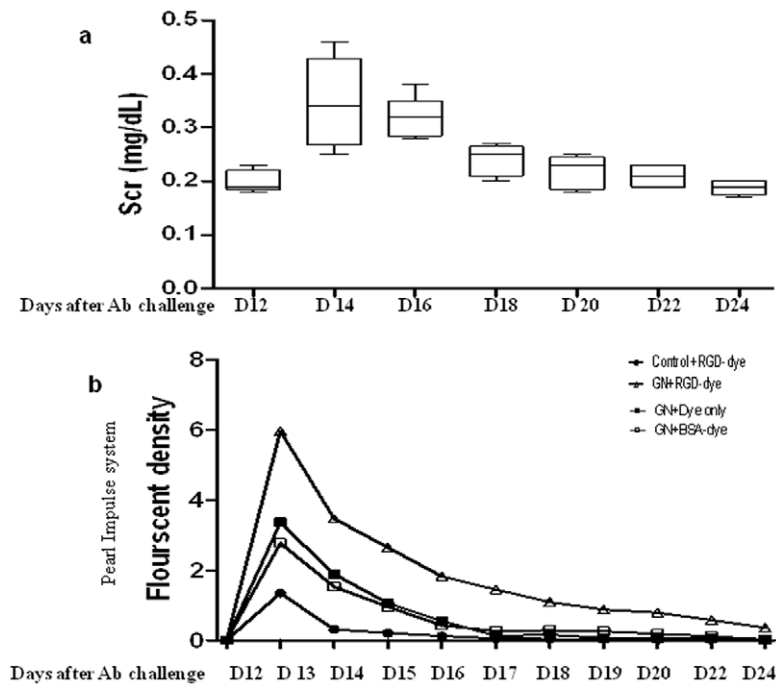 a
Scr (mg/dL)
0.5
0.4
0.3
0.2
0.1
0.0
Days after Ab challenge D12 D 14 D16 D18 D 20 D22 D24
b
Pearl Impulse system
Flourscent density
8
6
4
2
0
Control+RGD-dye
GN+RGD-dye
GN+Dye only
GN+BSA-dye
Days after Ab challenge D12 D 13 D14 D15 D16 D17 D18 D19 D20 D22 D24